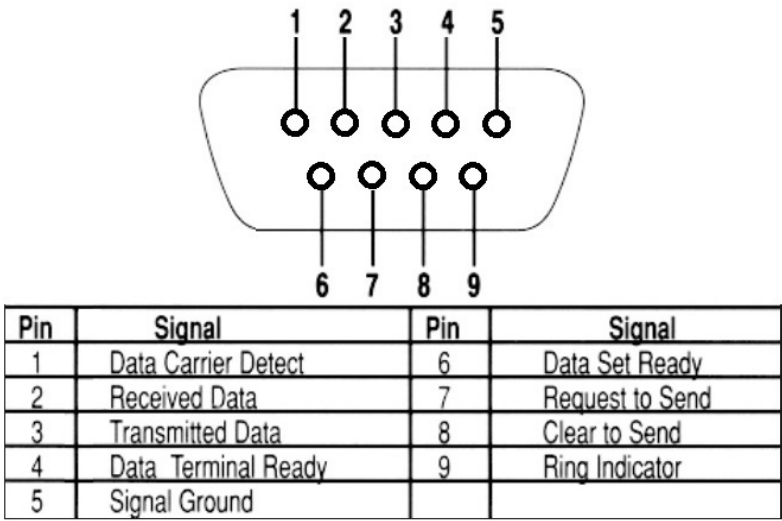 1 2 3 4 5
6 7 8 9
Pin Signal Pin Signal
1 Data Carrier Detect 6 Data Set Ready
2 Received Data 7 Request to Send
3 Transmitted Data 8 Clear to Send
4 Data Terminal Ready 9 Ring Indicator
5 Signal Ground